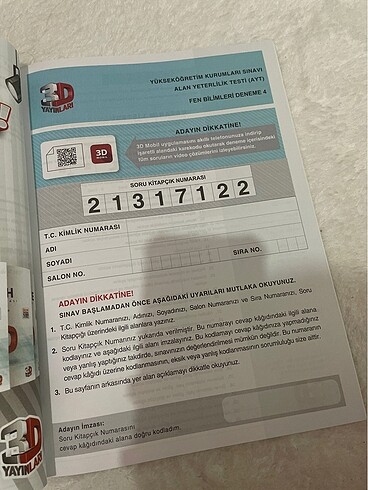 3D
YAYINLARI
YÜKSEKÖĞRETİM KURUMLARI SINAVI
ALAN YETERLİLİK TESTİ (AYT)
FEN BİLİMLERİ DENEME 4
ADAYIN DİKKATİNE!
3D
3D Mobil uygulamasını akıllı telefonunuza indirip
işaretli alandaki karekodu okutarak deneme içerisindeki
tüm soruların video çözümlerini izleyebilirsiniz.
SORU KİTAPÇIK NUMARASI
21317122
T.C. KİMLİK NUMARASI
ADI
SOYADI
SALON NO.
SIRA NO.
ADAYIN DİKKATİNE!
SINAV BAŞLAMADAN ÖNCE AŞAĞIDAKİ UYARILARI MUTLAKA OKUYUNUZ.
1. T.C. Kimlik Numaranızı, Adınızı, Soyadınızı, Salon Numaranızı ve Sıra Numaranızı, Soru
Kitapçığı üzerindeki ilgili alanlara yazınız.
2. Soru Kitapçık Numaranız yukarıda verilmiştir. Bu numarayı cevap kâğıdındaki ilgili alana
kodlayınız ve aşağıdaki ilgili alanı imzalayınız. Bu kodlamayı cevap kâğıdınıza yapmadığınız
veya yanlış yaptığınız takdirde, sınavınızın değerlendirilmesi mümkün değildir. Bu numaranın
cevap kâğıdı üzerine kodlanmasının, eksik veya yanlış kodlanmasının sorumluluğu size aittir.
3. Bu sayfanın arkasında yer alan açıklamayı dikkatle okuyunuz.
Adayın İmzası:
Soru Kitapçık Numarasını
cevap kâğıdındaki alana doğru kodladım.
3D
YAYINLARI